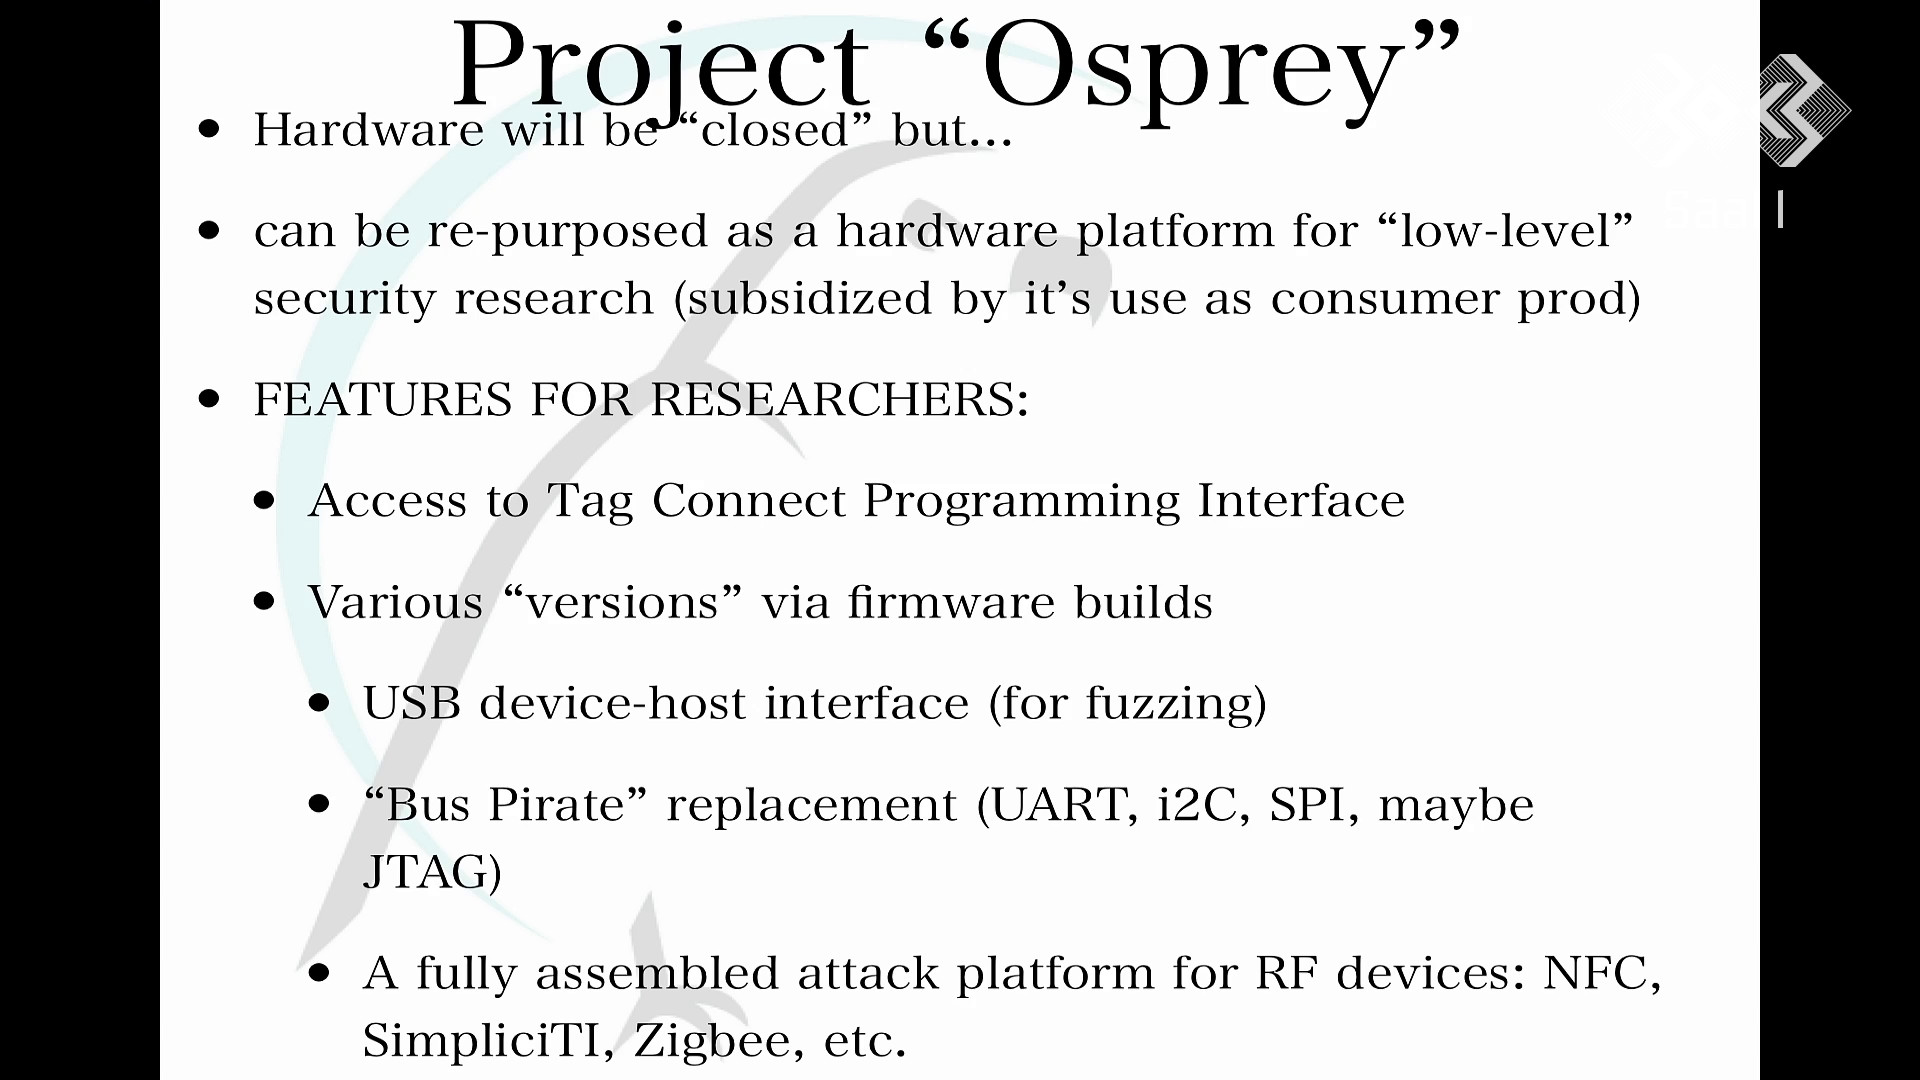 Project “Osprey”
• Hardware will be “closed” but...
• can be re-purposed as a hardware platform for “low-level”
security research (subsidized by it’s use as consumer prod)
• FEATURES FOR RESEARCHERS:
• Access to Tag Connect Programming Interface
• Various “versions” via firmware builds
• USB device-host interface (for fuzzing)
• “Bus Pirate” replacement (UART, i2C, SPI, maybe
JTAG)
• A fully assembled attack platform for RF devices: NFC,
SimpliciTI, Zigbee, etc.
Saal 1